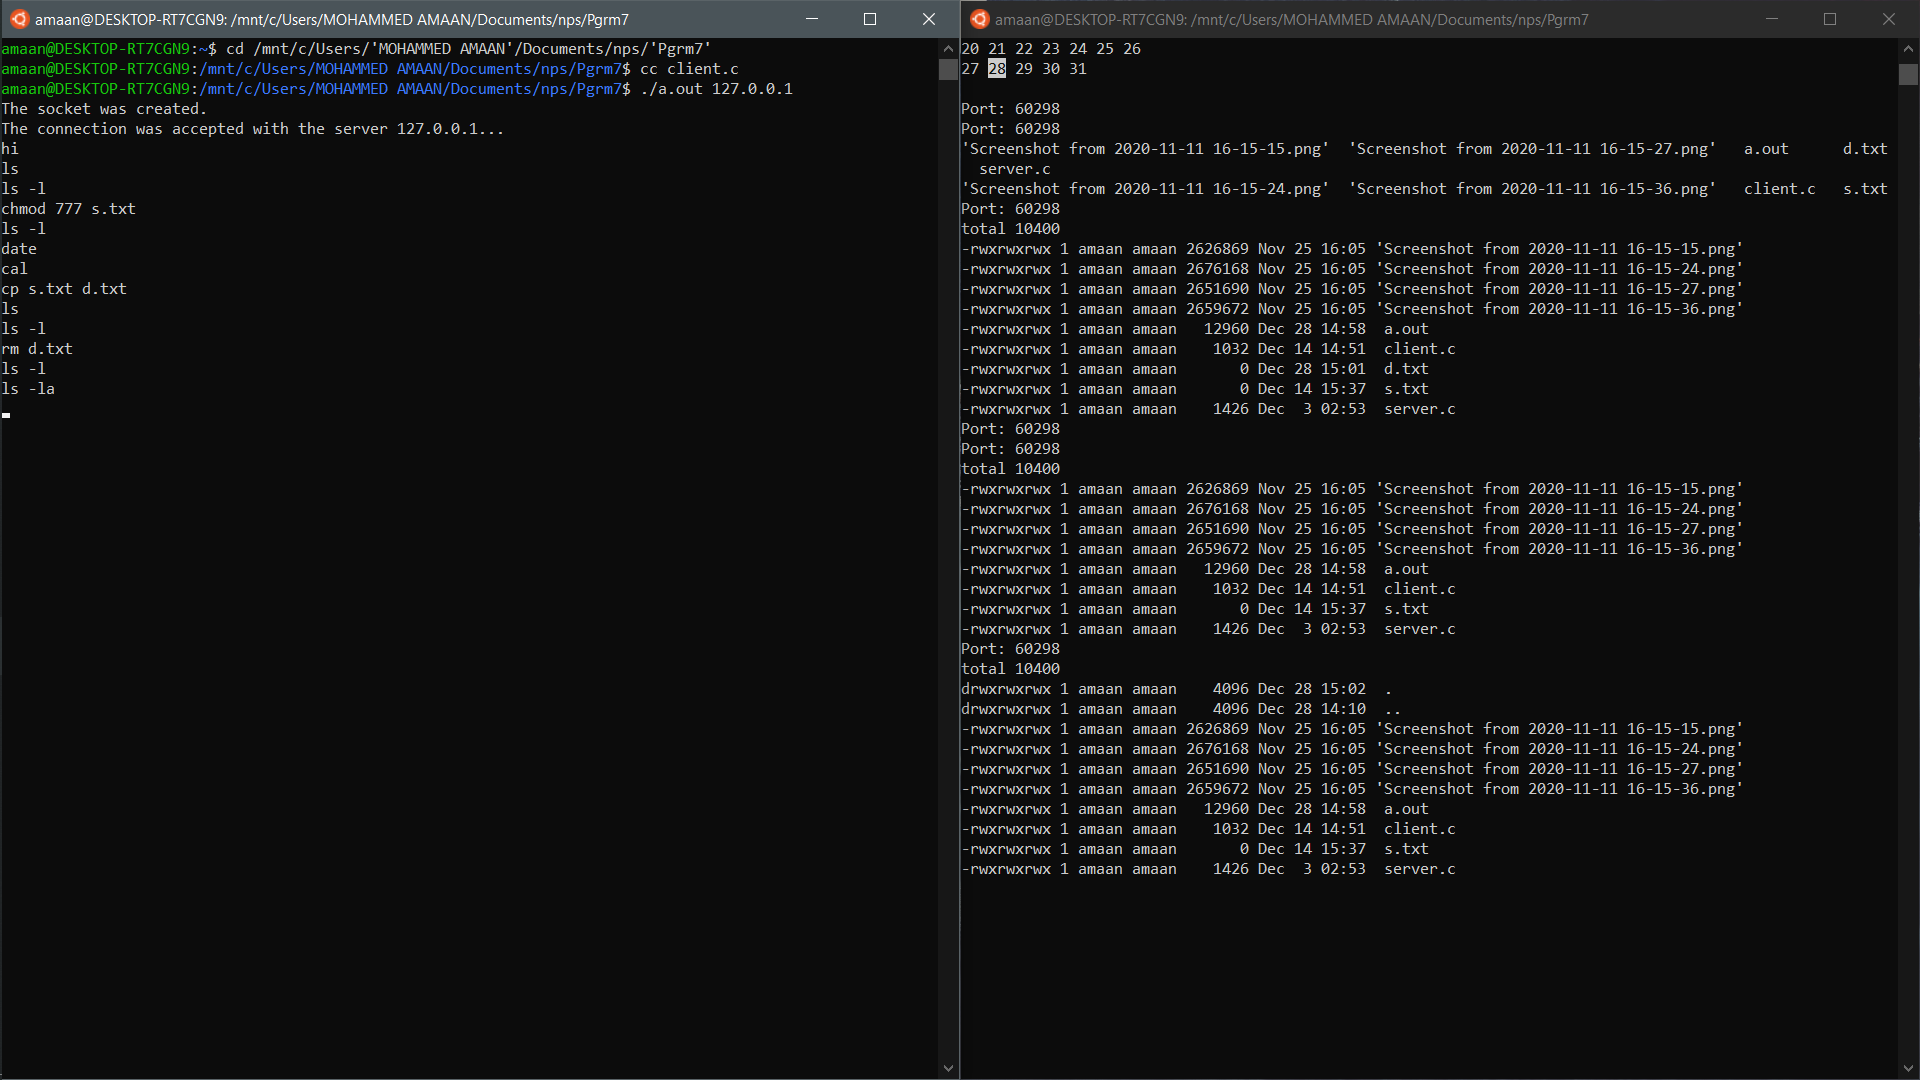 amaan@DESKTOP-RT7CGN9: /mnt/c/Users/MOHAMMED AMAAN/Documents/nps/Pgrm7
amaan@DESKTOP-RT7CGN9:~$ cd /mnt/c/Users/'MOHAMMED AMAAN'/Documents/nps/'Pgrm7'
amaan@DESKTOP-RT7CGN9:/mnt/c/Users/MOHAMMED AMAAN/Documents/nps/Pgrm7$ cc client.c
amaan@DESKTOP-RT7CGN9:/mnt/c/Users/MOHAMMED AMAAN/Documents/nps/Pgrm7$ ./a.out 127.0.0.1
The socket was created.
The connection was accepted with the server 127.0.0.1...
hi
ls
ls -l
chmod 777 s.txt
ls -l
date
cal
cp s.txt d.txt
ls
ls -l
rm d.txt
ls -l
ls -la
amaan@DESKTOP-RT7CGN9: /mnt/c/Users/MOHAMMED AMAAN/Documents/nps/Pgrm7
20 21 22 23 24 25 26
27 28 29 30 31
Port: 60298
Port: 60298
'Screenshot from 2020-11-11 16-15-15.png'  'Screenshot from 2020-11-11 16-15-27.png'   a.out      d.txt
  server.c
'Screenshot from 2020-11-11 16-15-24.png'  'Screenshot from 2020-11-11 16-15-36.png'   client.c   s.txt
Port: 60298
total 10400
-rwxrwxrwx 1 amaan amaan 2626869 Nov 25 16:05 'Screenshot from 2020-11-11 16-15-15.png'
-rwxrwxrwx 1 amaan amaan 2676168 Nov 25 16:05 'Screenshot from 2020-11-11 16-15-24.png'
-rwxrwxrwx 1 amaan amaan 2651690 Nov 25 16:05 'Screenshot from 2020-11-11 16-15-27.png'
-rwxrwxrwx 1 amaan amaan 2659672 Nov 25 16:05 'Screenshot from 2020-11-11 16-15-36.png'
-rwxrwxrwx 1 amaan amaan   12960 Dec 28 14:58  a.out
-rwxrwxrwx 1 amaan amaan    1032 Dec 14 14:51  client.c
-rwxrwxrwx 1 amaan amaan       0 Dec 28 15:01  d.txt
-rwxrwxrwx 1 amaan amaan       0 Dec 14 15:37  s.txt
-rwxrwxrwx 1 amaan amaan    1426 Dec  3 02:53  server.c
Port: 60298
Port: 60298
total 10400
-rwxrwxrwx 1 amaan amaan 2626869 Nov 25 16:05 'Screenshot from 2020-11-11 16-15-15.png'
-rwxrwxrwx 1 amaan amaan 2676168 Nov 25 16:05 'Screenshot from 2020-11-11 16-15-24.png'
-rwxrwxrwx 1 amaan amaan 2651690 Nov 25 16:05 'Screenshot from 2020-11-11 16-15-27.png'
-rwxrwxrwx 1 amaan amaan 2659672 Nov 25 16:05 'Screenshot from 2020-11-11 16-15-36.png'
-rwxrwxrwx 1 amaan amaan   12960 Dec 28 14:58  a.out
-rwxrwxrwx 1 amaan amaan    1032 Dec 14 14:51  client.c
-rwxrwxrwx 1 amaan amaan       0 Dec 14 15:37  s.txt
-rwxrwxrwx 1 amaan amaan    1426 Dec  3 02:53  server.c
Port: 60298
total 10400
drwxrwxrwx 1 amaan amaan    4096 Dec 28 15:02  .
drwxrwxrwx 1 amaan amaan    4096 Dec 28 14:10  ..
-rwxrwxrwx 1 amaan amaan 2626869 Nov 25 16:05 'Screenshot from 2020-11-11 16-15-15.png'
-rwxrwxrwx 1 amaan amaan 2676168 Nov 25 16:05 'Screenshot from 2020-11-11 16-15-24.png'
-rwxrwxrwx 1 amaan amaan 2651690 Nov 25 16:05 'Screenshot from 2020-11-11 16-15-27.png'
-rwxrwxrwx 1 amaan amaan 2659672 Nov 25 16:05 'Screenshot from 2020-11-11 16-15-36.png'
-rwxrwxrwx 1 amaan amaan   12960 Dec 28 14:58  a.out
-rwxrwxrwx 1 amaan amaan    1032 Dec 14 14:51  client.c
-rwxrwxrwx 1 amaan amaan       0 Dec 14 15:37  s.txt
-rwxrwxrwx 1 amaan amaan    1426 Dec  3 02:53  server.c